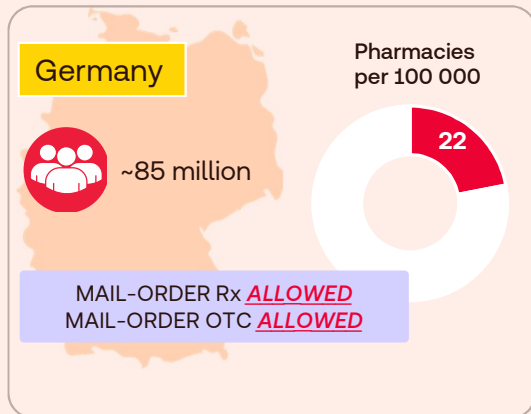 Germany
Pharmacies
per 100 000
22
~85 million
MAIL-ORDER Rx ALLOWED
MAIL-ORDER OTC ALLOWED